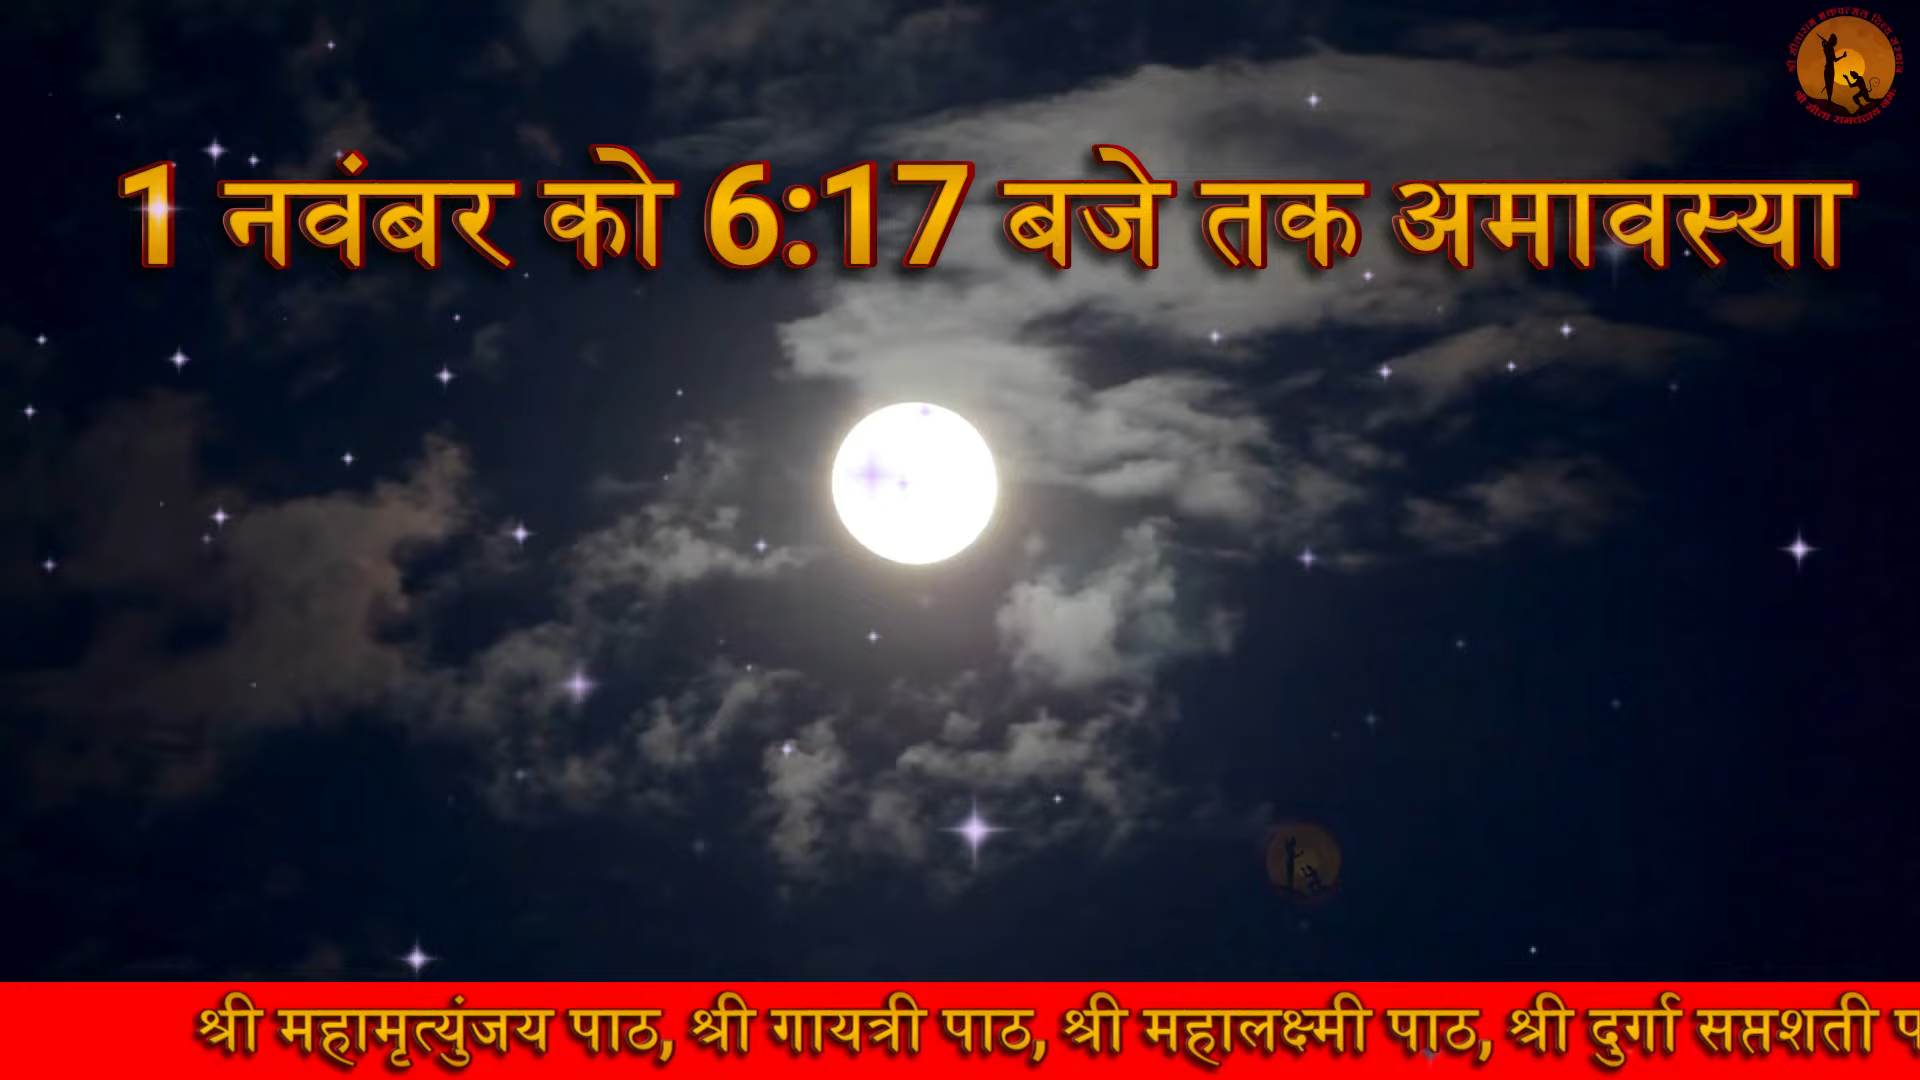 1 नवंबर को 6:17 बजे तक अमावस्या
श्री महामृत्युंजय पाठ, श्री गायत्री पाठ, श्री महालक्ष्मी पाठ, श्री दुर्गा सप्तशती